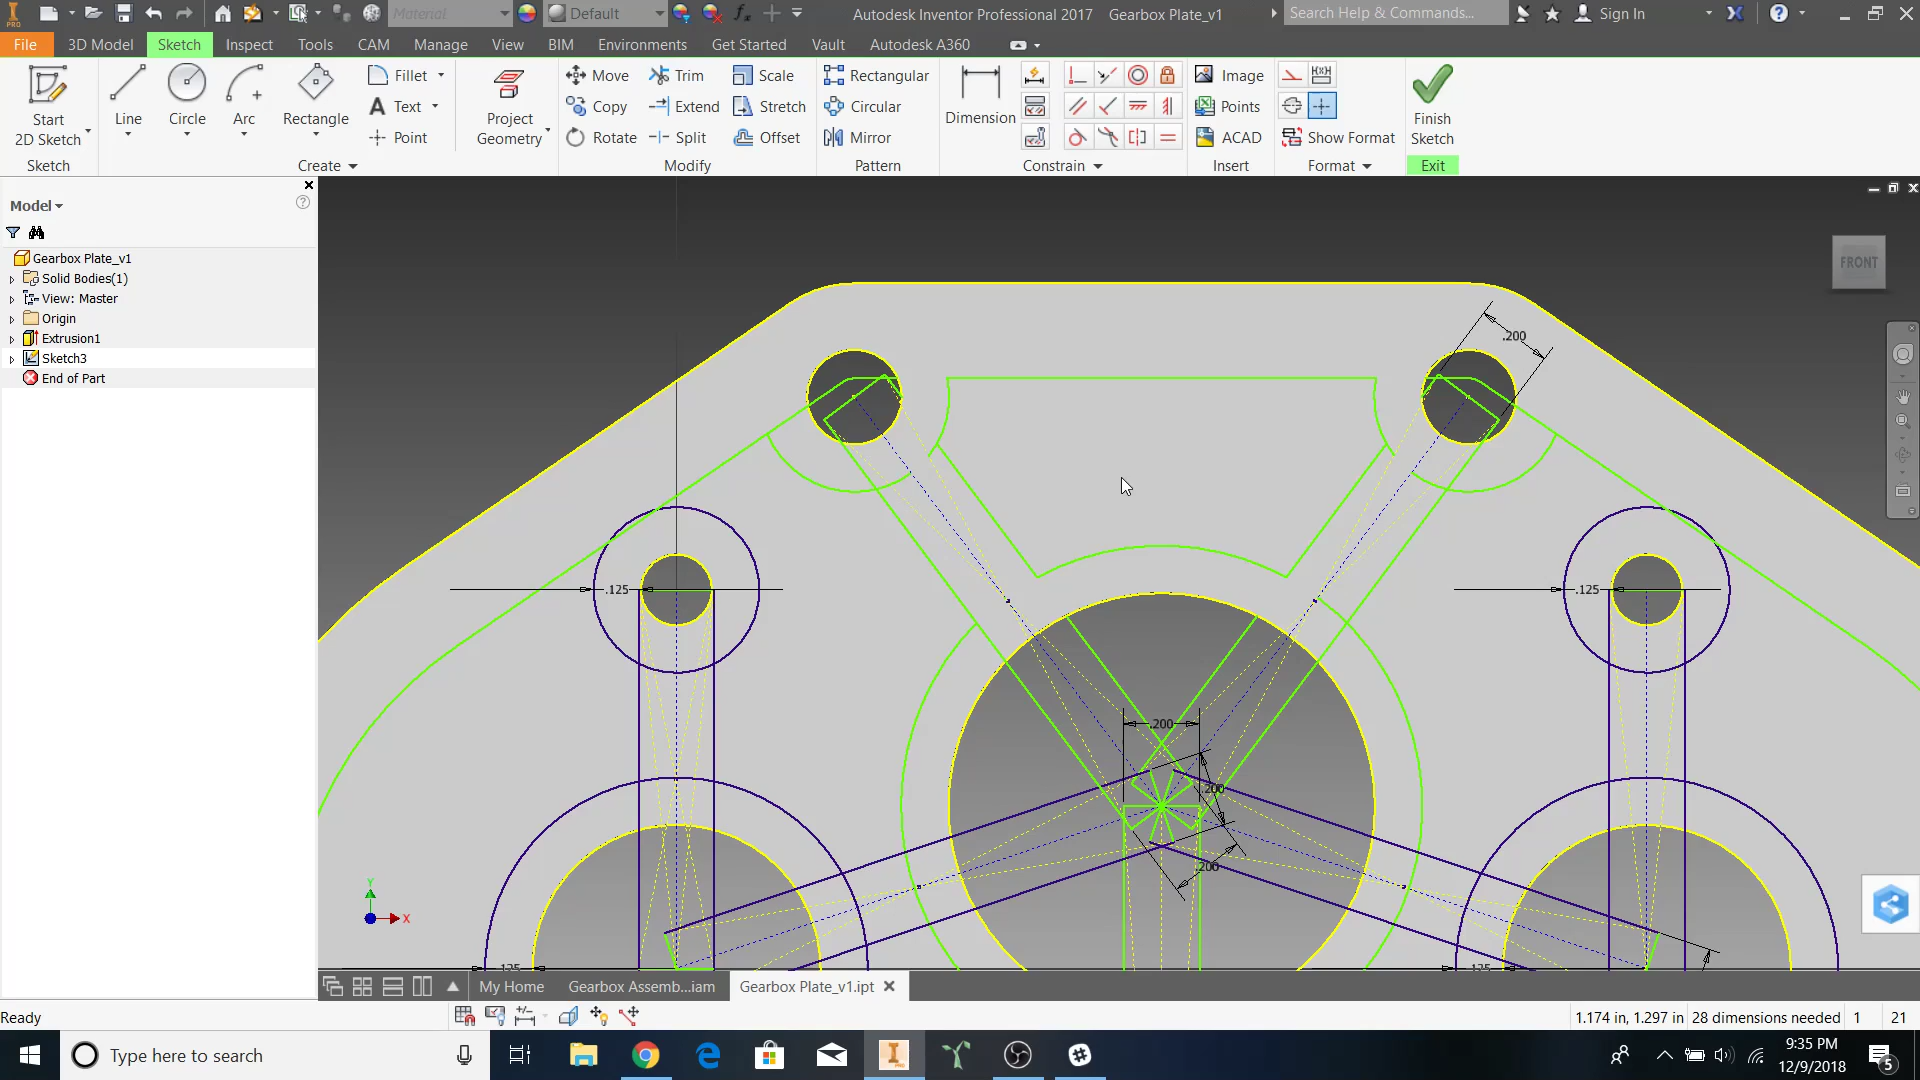 Material
Default
Autodesk Inventor Professional 2017 Gearbox Plate_v1
Search Help & Commands...
Sign In
PRO
File 3D Model Sketch Inspect Tools CAM Manage View BIM Environments Get Started Vault Autodesk A360
Start
2D Sketch
Line Circle Arc Rectangle
Fillet
Text
Point
Project
Geometry
Move Trim Scale
Copy Extend Stretch
Rotate Split Offset
Rectangular
Circular
Mirror
Dimension
Image
Points
ACAD
Show Format
Finish
Sketch
Sketch Create Modify Pattern Constrain Insert Format Exit
Model
Gearbox Plate_v1
Solid Bodies(1)
View: Master
Origin
Extrusion1
Sketch3
End of Part
FRONT
.200
.125
.125
.200
.200
.200
.125
.125
Y
X
My Home Gearbox Assemb...iam Gearbox Plate_v1.ipt
Ready
1.174 in, 1.297 in 28 dimensions needed 1 21
Type here to search
PRO
9:35 PM
12/9/2018
5